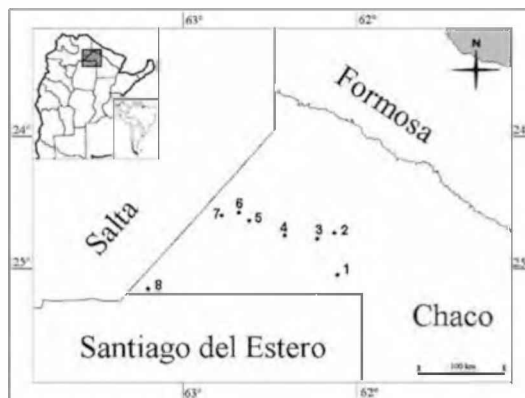 63° 62°
N
Formosa
24° 24°
Salta
7 6 5 4 3 2
25° 1 25°
8
Chaco
Santiago del Estero
100 km
63° 62°